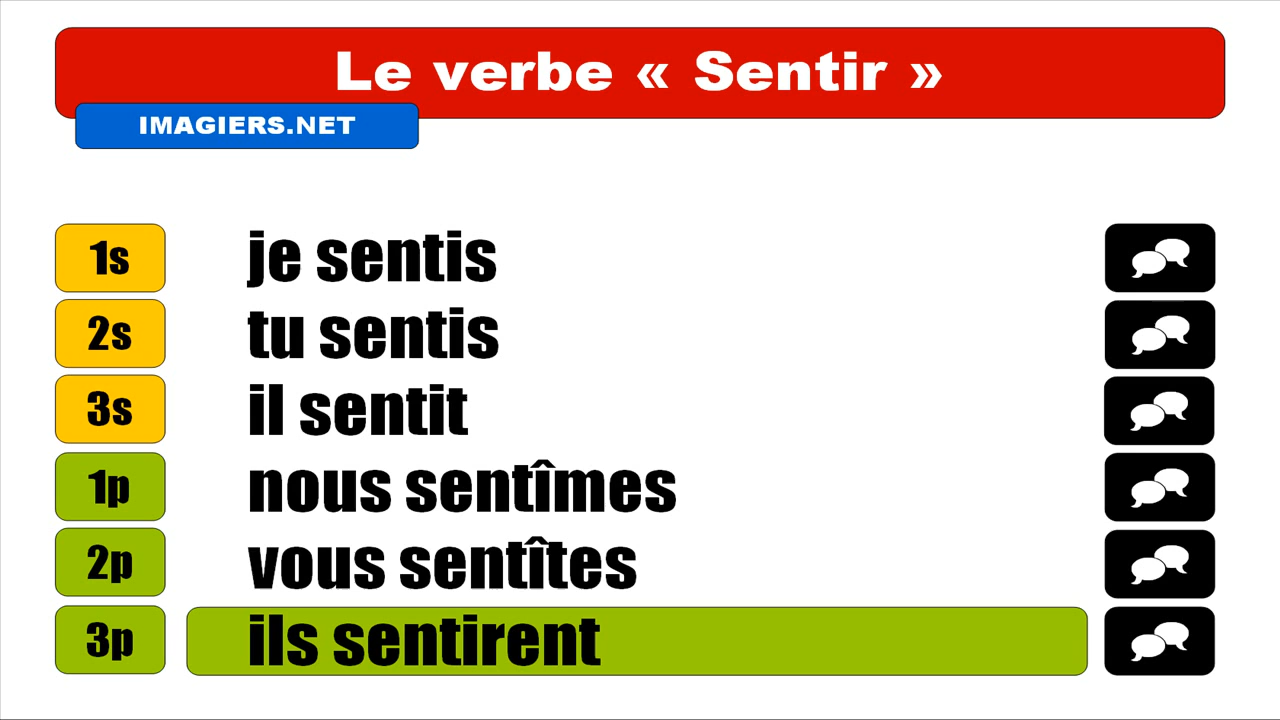 Le verbe « Sentir »
IMAGIERS.NET
1s je sentis
2s tu sentis
3s il sentit
1p nous sentîmes
2p vous sentîtes
3p ils sentirent